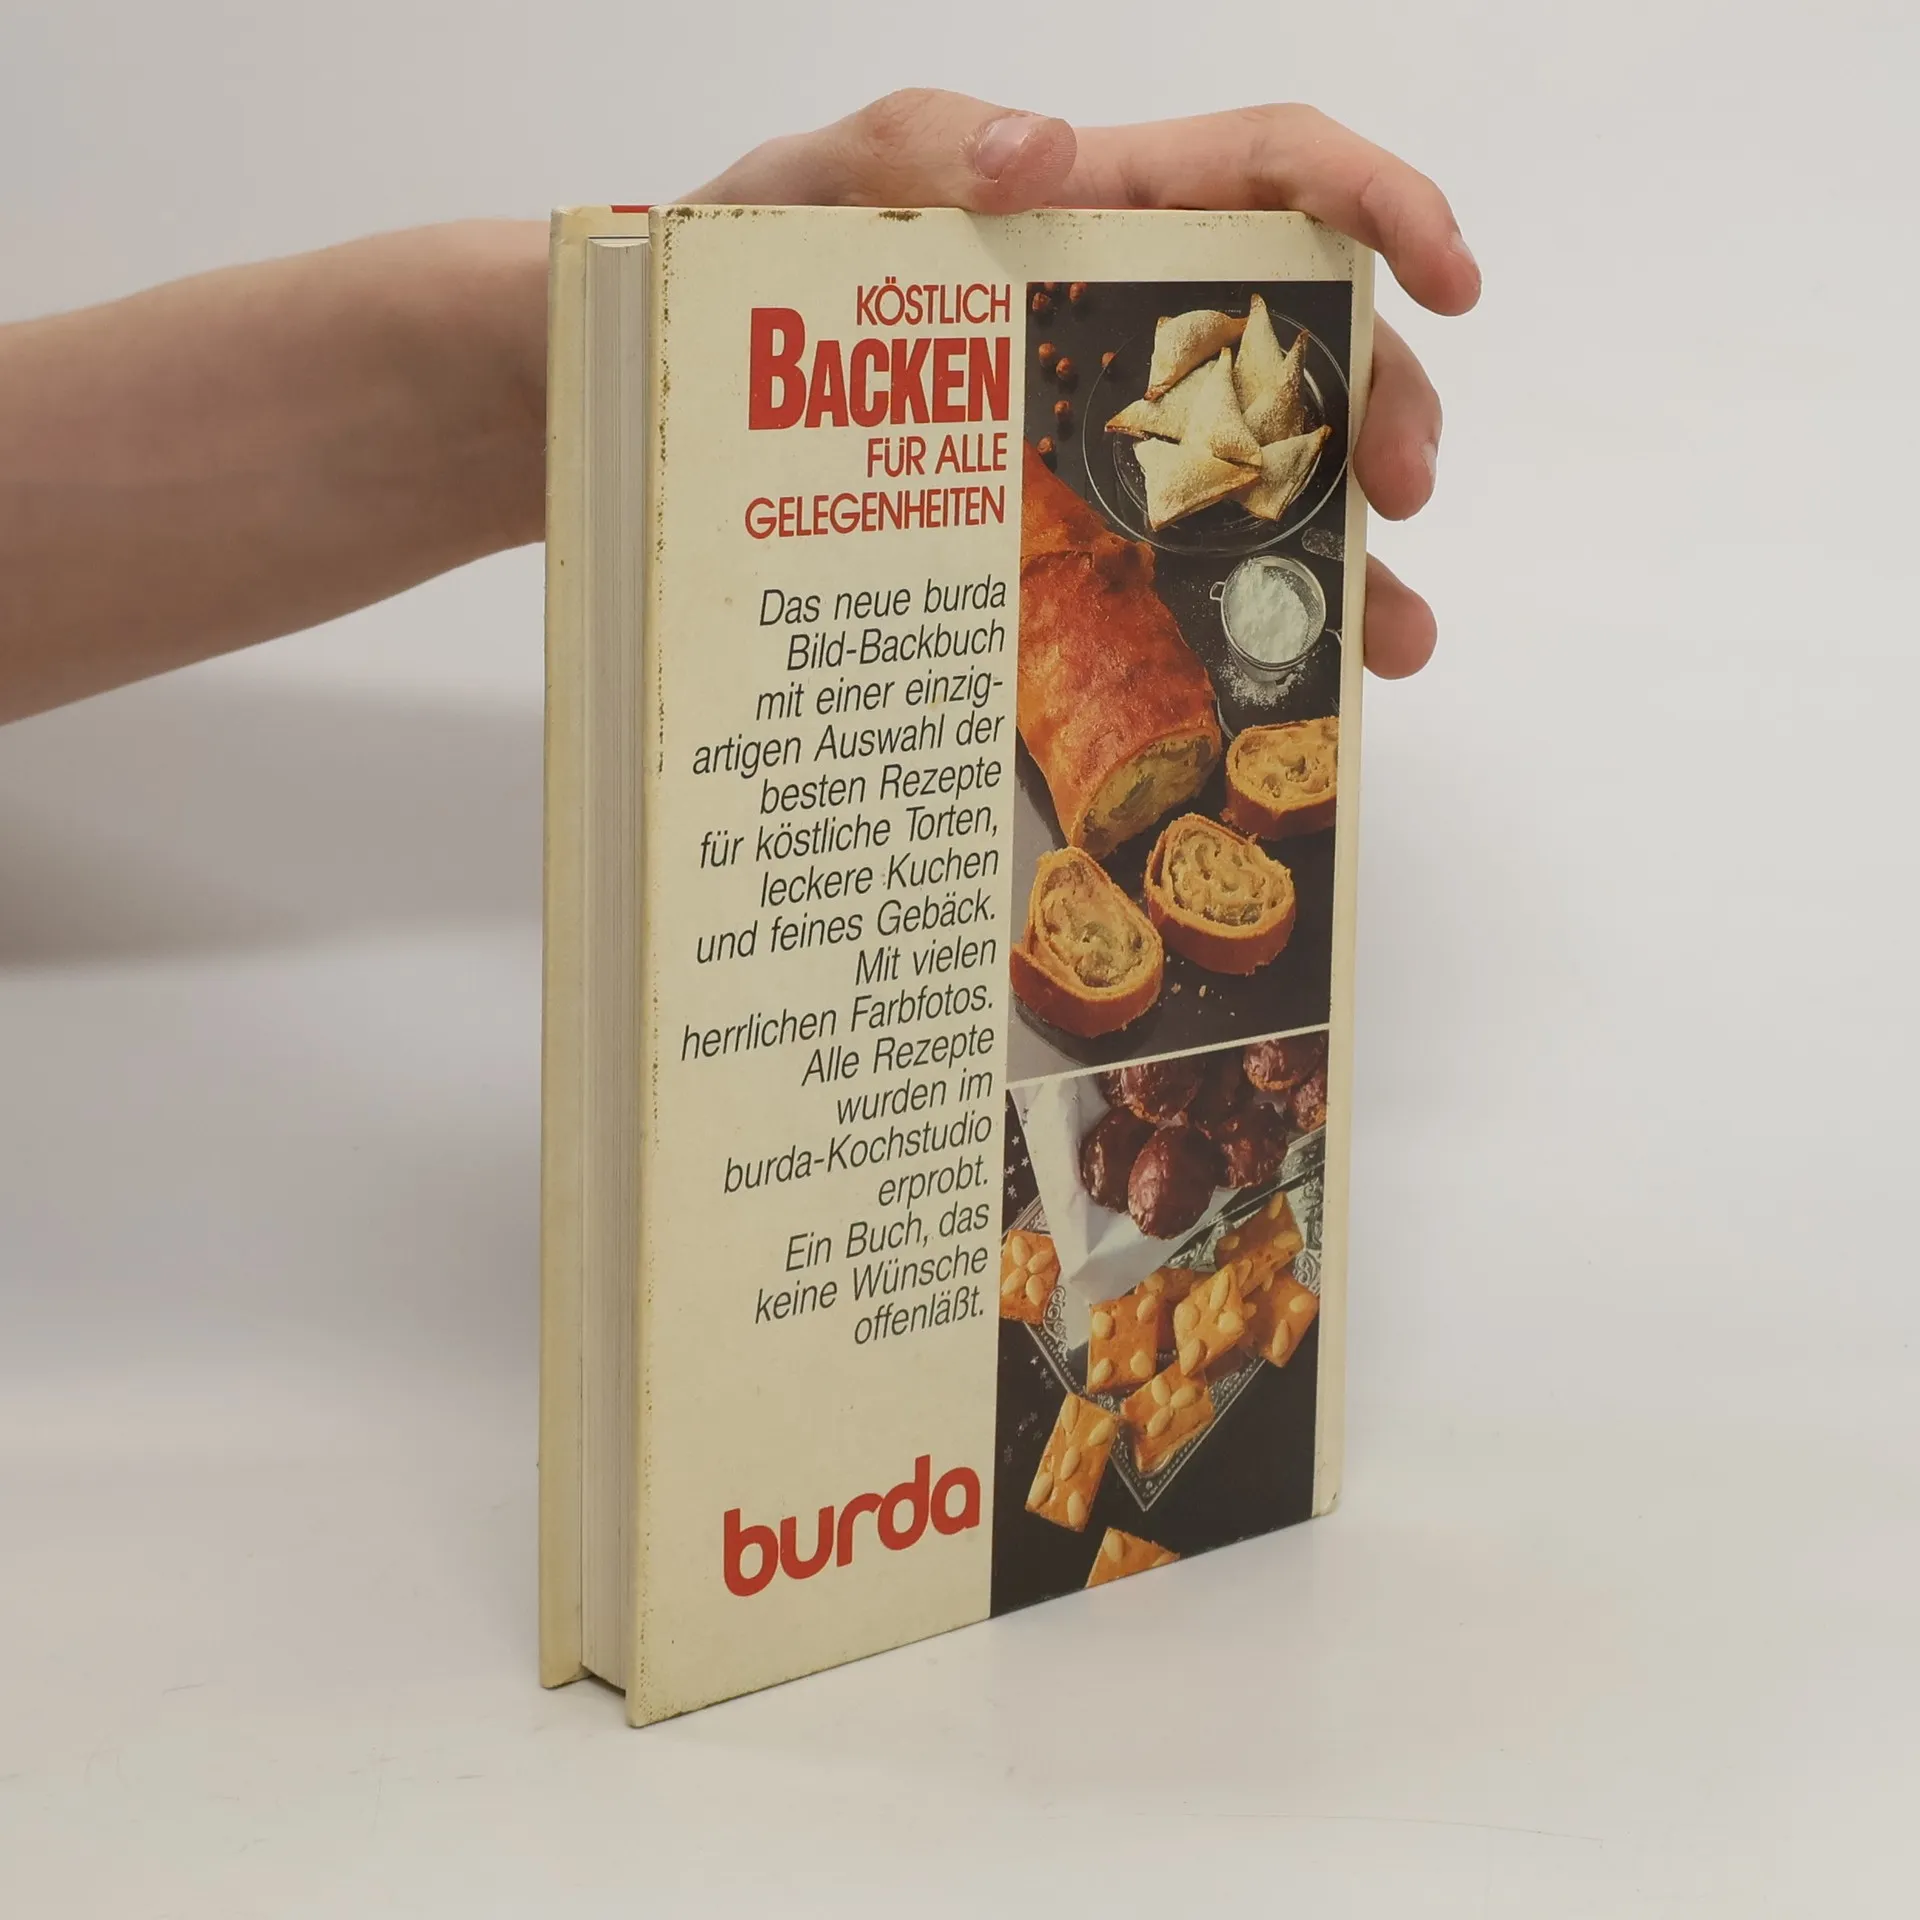 KÖSTLICH
BACKEN
FÜR ALLE
GELEGENHEITEN
Das neue burda
Bild-Backbuch
mit einer einzig-
artigen Auswahl der
besten Rezepte
für köstliche Torten,
leckere Kuchen
und feines Gebäck.
Mit vielen
herrlichen Farbfotos.
Alle Rezepte
wurden im
burda-Kochstudio
erprobt.
Ein Buch, das
keine Wünsche
offenläßt.
burda